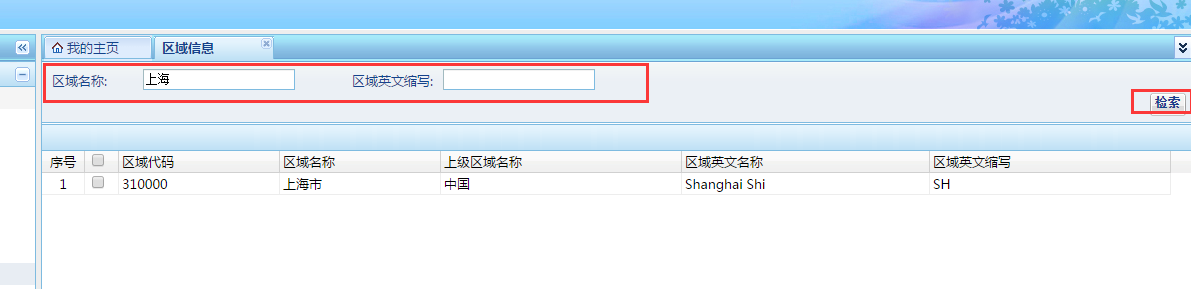 我的主页 区域信息
区域名称: 上海 区域英文缩写:
检索
序号 区域代码 区域名称 上级区域名称 区域英文名称 区域英文缩写
1 310000 上海市 中国 Shanghai Shi SH